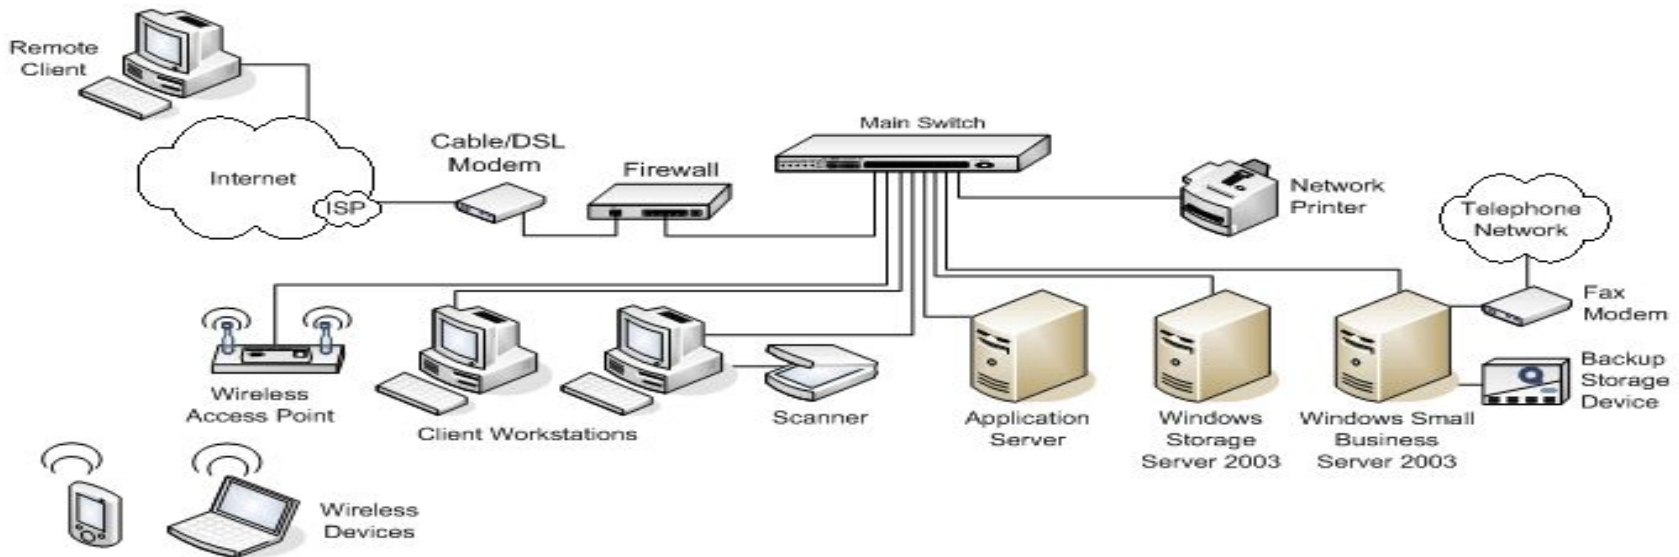 Remote
Client
Internet
ISP
Cable/DSL
Modem
Firewall
Main Switch
Network
Printer
Telephone
Network
Fax
Modem
Backup
Storage
Device
Wireless
Access Point
Client Workstations
Scanner
Application
Server
Windows
Storage
Server 2003
Windows Small
Business
Server 2003
Wireless
Devices